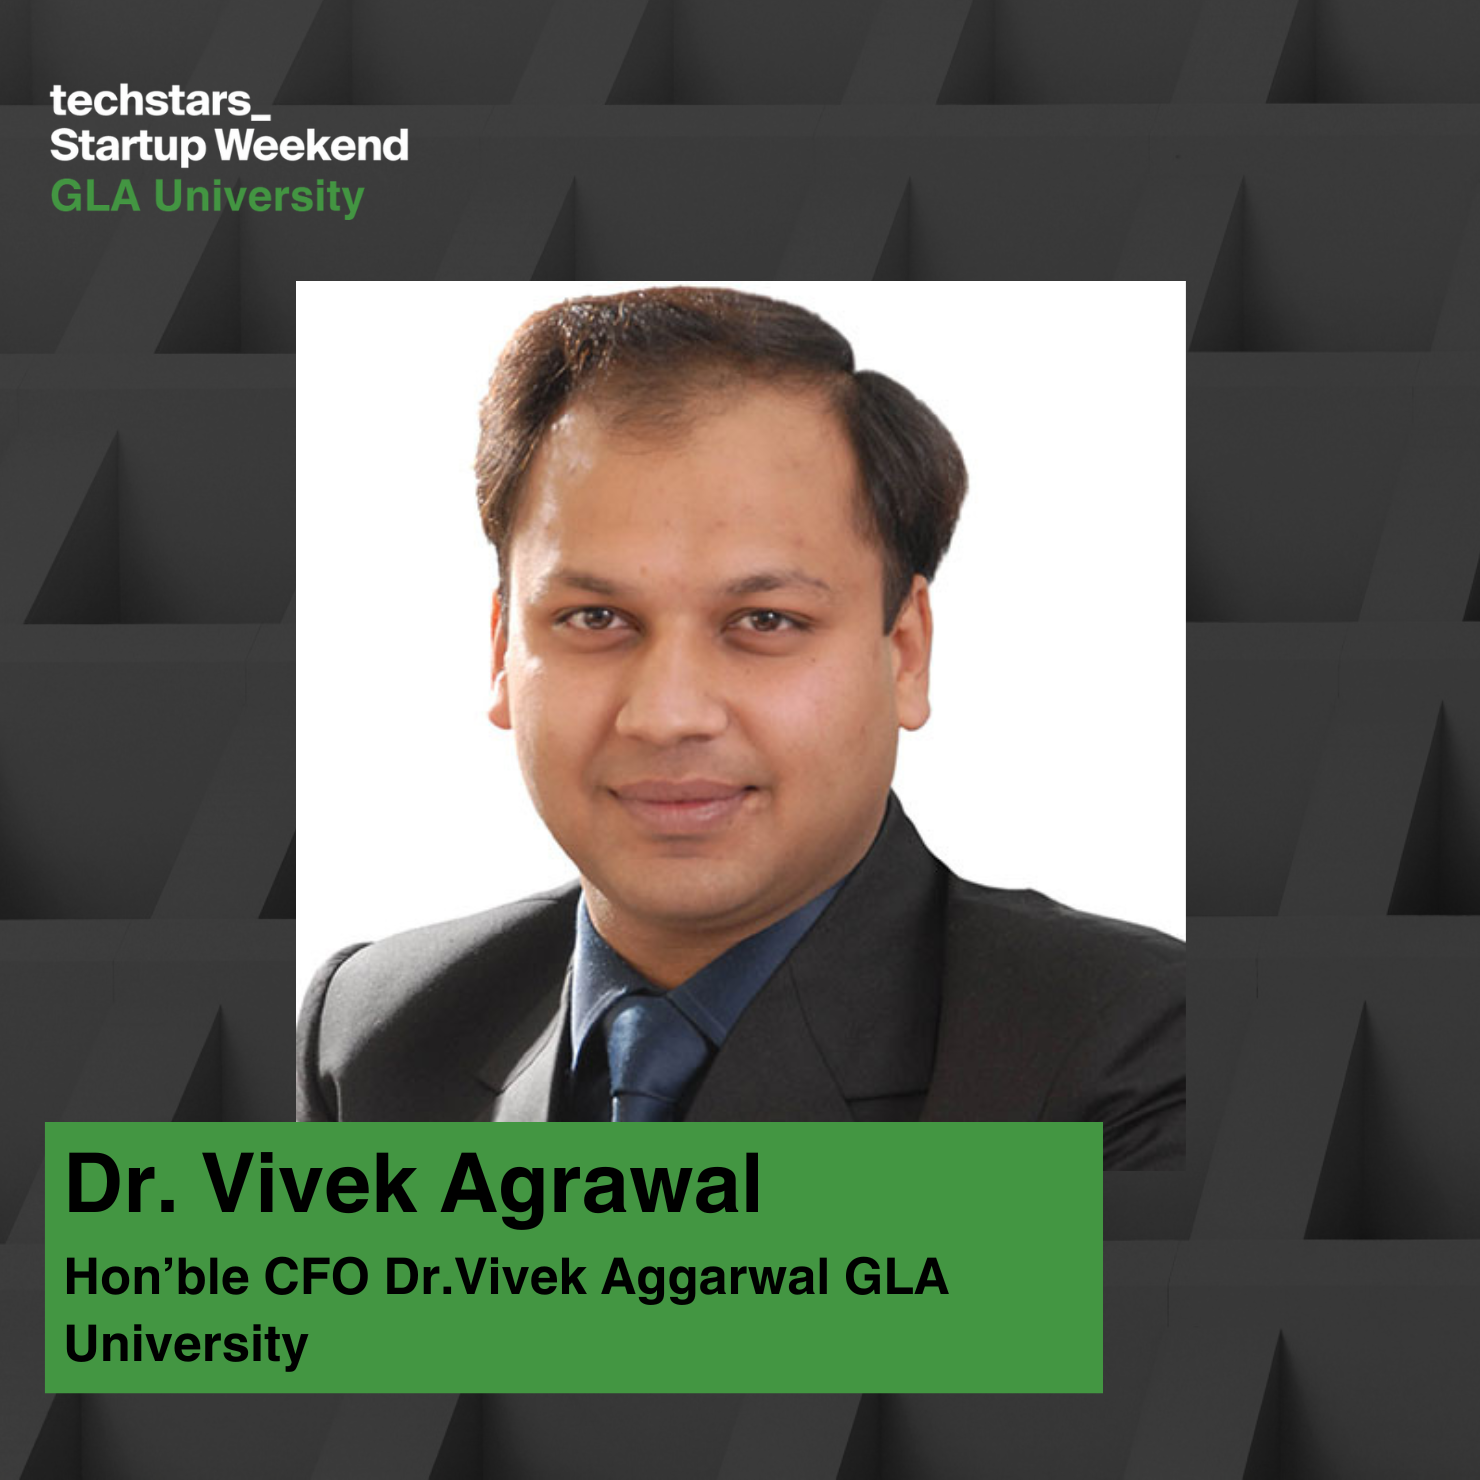 techstars_
Startup Weekend
GLA University
Dr. Vivek Agrawal
Hon’ble CFO Dr.Vivek Aggarwal GLA
University